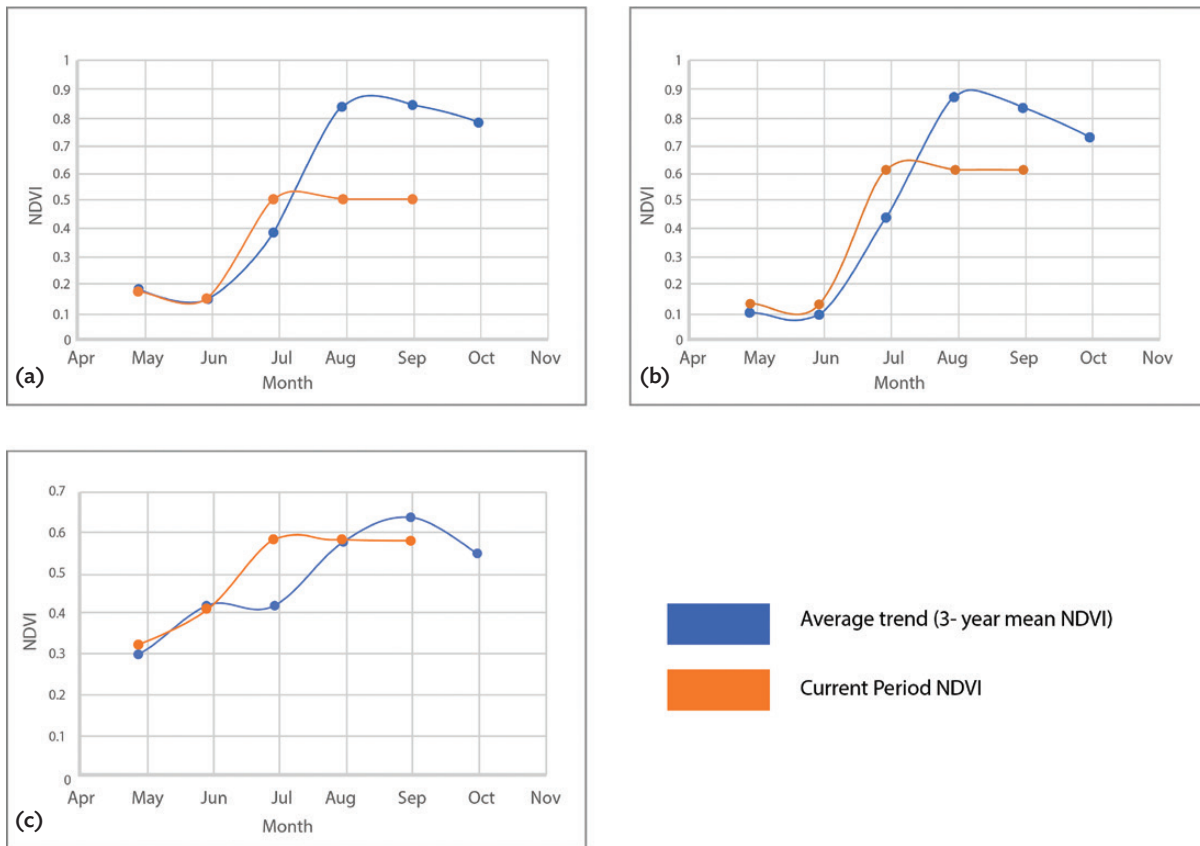 1
0.9
0.8
0.7
0.6
0.5
0.4
0.3
0.2
0.1
0
NDVI
Apr May Jun Jul Aug Sep Oct Nov
Month
(a)
1
0.9
0.8
0.7
0.6
0.5
0.4
0.3
0.2
0.1
0
NDVI
Apr May Jun Jul Aug Sep Oct Nov
Month
(b)
0.7
0.6
0.5
0.4
0.3
0.2
0.1
0
NDVI
Apr May Jun Jul Aug Sep Oct Nov
Month
(c)
Average trend (3- year mean NDVI)
Current Period NDVI